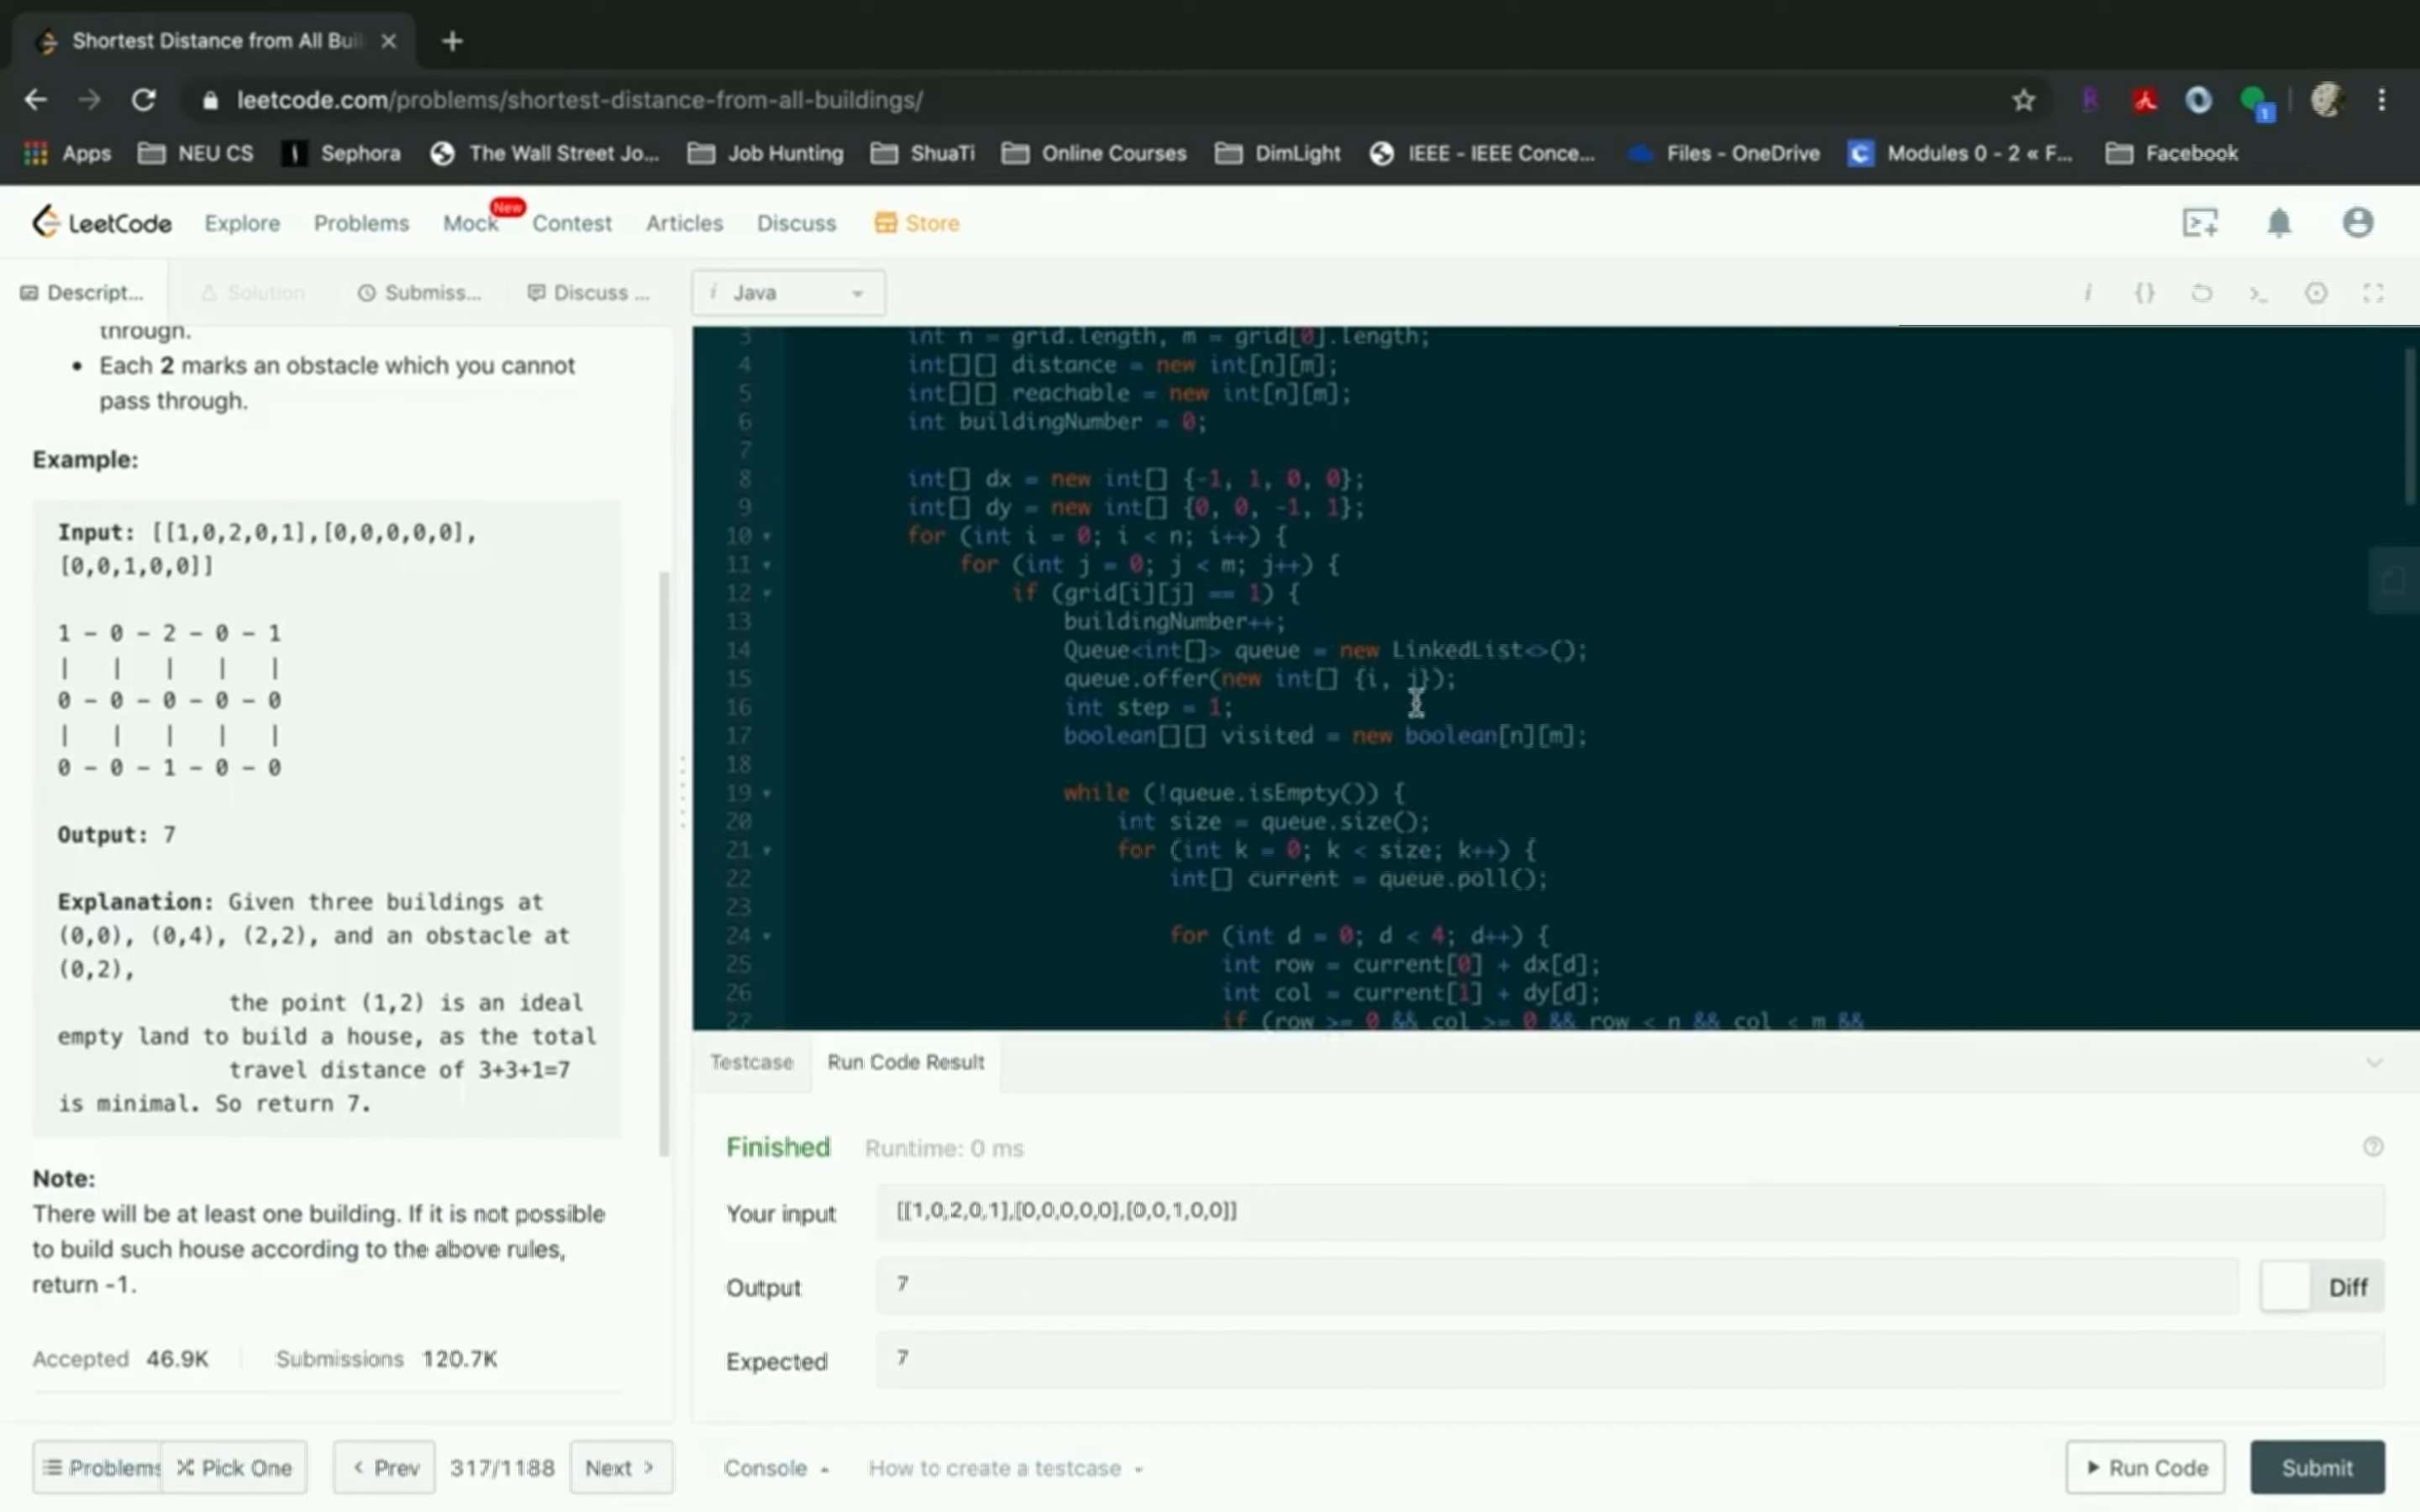 Shortest Distance from All Buil
leetcode.com/problems/shortest-distance-from-all-buildings/
Apps NEU CS Sephora The Wall Street Jo... Job Hunting ShuaTi Online Courses DimLight IEEE - IEEE Conce... Files - OneDrive Modules 0 - 2 « F... Facebook
LeetCode Explore Problems Mock New Contest Articles Discuss Store
Descript... Solution Submiss... Discuss ...
through.
• Each 2 marks an obstacle which you cannot
pass through.
Example:
Input: [[1,0,2,0,1],[0,0,0,0,0],
[0,0,1,0,0]]
1 - 0 - 2 - 0 - 1
|   |   |   |   |
0 - 0 - 0 - 0 - 0
|   |   |   |   |
0 - 0 - 1 - 0 - 0
Output: 7
Explanation: Given three buildings at
(0,0), (0,4), (2,2), and an obstacle at
(0,2),
the point (1,2) is an ideal
empty land to build a house, as the total
travel distance of 3+3+1=7
is minimal. So return 7.
Note:
There will be at least one building. If it is not possible
to build such house according to the above rules,
return -1.
Accepted 46.9K Submissions 120.7K
Problems Pick One < Prev 317/1188 Next >
i Java
3 int n = grid.length, m = grid[0].length;
4 int[][] distance = new int[n][m];
5 int[][] reachable = new int[n][m];
6 int buildingNumber = 0;
7
8 int[] dx = new int[] {-1, 1, 0, 0};
9 int[] dy = new int[] {0, 0, -1, 1};
10 for (int i = 0; i < n; i++) {
11 for (int j = 0; j < m; j++) {
12 if (grid[i][j] == 1) {
13 buildingNumber++;
14 Queue<int[]> queue = new LinkedList<>();
15 queue.offer(new int[] {i, j});
16 int step = 1;
17 boolean[][] visited = new boolean[n][m];
18
19 while (!queue.isEmpty()) {
20 int size = queue.size();
21 for (int k = 0; k < size; k++) {
22 int[] current = queue.poll();
23
24 for (int d = 0; d < 4; d++) {
25 int row = current[0] + dx[d];
26 int col = current[1] + dy[d];
27 if (row >= 0 && col >= 0 && row < n && col < m &&
Testcase Run Code Result
Finished Runtime: 0 ms
Your input [[1,0,2,0,1],[0,0,0,0,0],[0,0,1,0,0]]
Output 7 Diff
Expected 7
Console How to create a testcase Run Code Submit